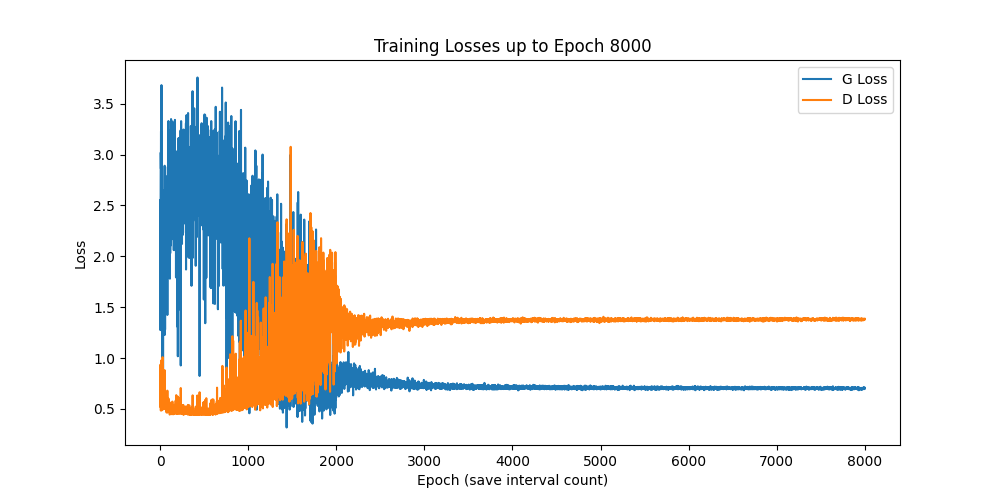 Training Losses up to Epoch 8000
G Loss
D Loss
3.5
3.0
2.5
2.0
1.5
1.0
0.5
Loss
0 1000 2000 3000 4000 5000 6000 7000 8000
Epoch (save interval count)